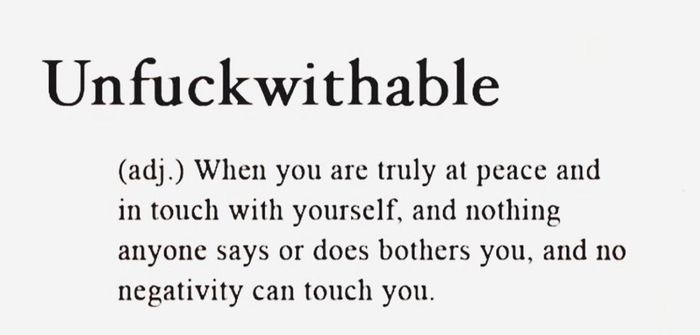 Unfuckwithable
(adj.) When you are truly at peace and
in touch with yourself, and nothing
anyone says or does bothers you, and no
negativity can touch you.